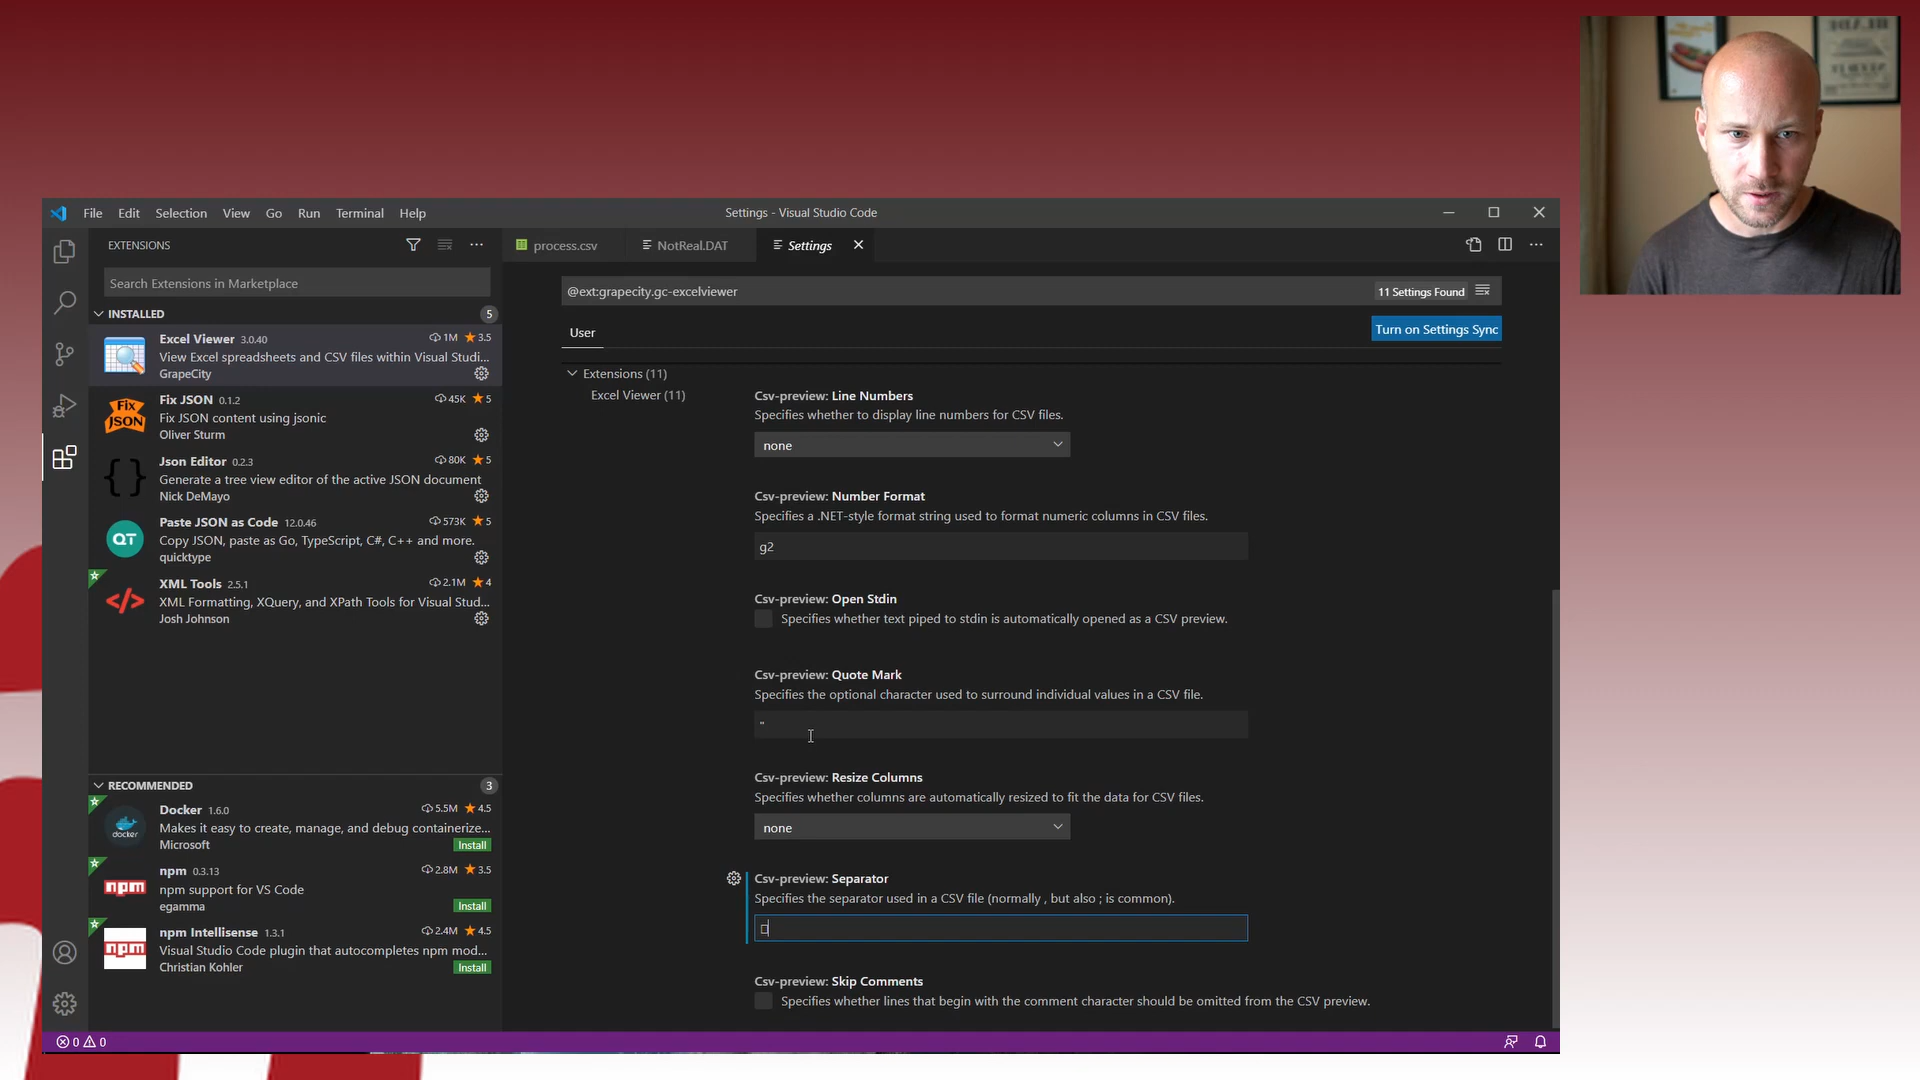 File Edit Selection View Go Run Terminal Help
Settings - Visual Studio Code
EXTENSIONS
Search Extensions in Marketplace
INSTALLED 5
Excel Viewer 3.0.40 1M 3.5
View Excel spreadsheets and CSV files within Visual Studi...
GrapeCity
Fix JSON 0.1.2 45K 5
Fix JSON content using jsonic
Oliver Sturm
Json Editor 0.2.3 80K 5
Generate a tree view editor of the active JSON document
Nick DeMayo
Paste JSON as Code 12.0.46 573K 5
Copy JSON, paste as Go, TypeScript, C#, C++ and more.
quicktype
XML Tools 2.5.1 2.1M 4
XML Formatting, XQuery, and XPath Tools for Visual Stud...
Josh Johnson
RECOMMENDED 3
Docker 1.6.0 5.5M 4.5
Makes it easy to create, manage, and debug containerize...
Microsoft Install
npm 0.3.13 2.8M 3.5
npm support for VS Code
egamma Install
npm Intellisense 1.3.1 2.4M 4.5
Visual Studio Code plugin that autocompletes npm mod...
Christian Kohler Install
Fix
JSON
{ }
QT
</>
docker
npm
npm
process.csv NotReal.DAT Settings
@ext:grapecity.gc-excelviewer 11 Settings Found
User Turn on Settings Sync
Extensions (11)
Excel Viewer (11)
Csv-preview: Line Numbers
Specifies whether to display line numbers for CSV files.
none
Csv-preview: Number Format
Specifies a .NET-style format string used to format numeric columns in CSV files.
g2
Csv-preview: Open Stdin
Specifies whether text piped to stdin is automatically opened as a CSV preview.
Csv-preview: Quote Mark
Specifies the optional character used to surround individual values in a CSV file.
"
Csv-preview: Resize Columns
Specifies whether columns are automatically resized to fit the data for CSV files.
none
Csv-preview: Separator
Specifies the separator used in a CSV file (normally , but also ; is common).
Csv-preview: Skip Comments
Specifies whether lines that begin with the comment character should be omitted from the CSV preview.
0 0